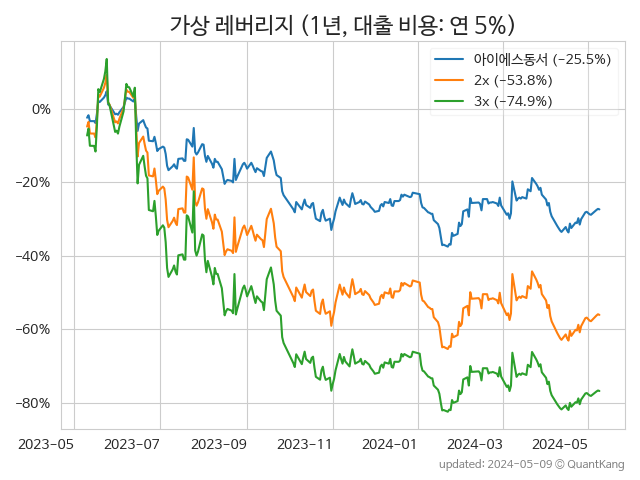 가상 레버리지 (1년, 대출 비용: 연 5%)
아이에스동서 (−25.5%)
2x (−53.8%)
3x (−74.9%)
0%
−20%
−40%
−60%
−80%
2023−05 2023−07 2023−09 2023−11 2024−01 2024−03 2024−05
updated: 2024-05-09 © QuantKang